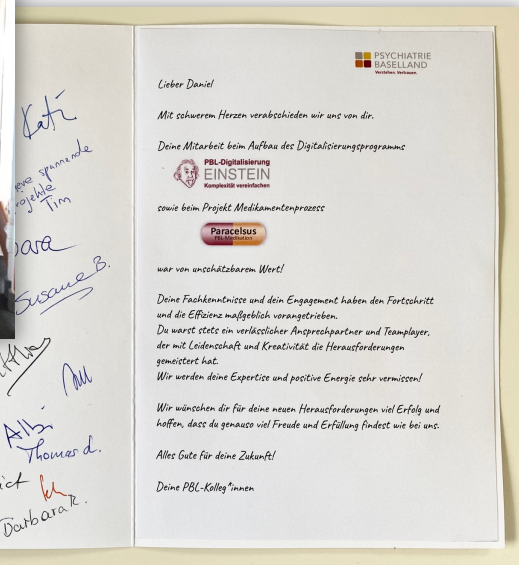 Kati
neue spannende
Projekte
Tim
Susanne B.
Albi
Thomas d.
Barbara R.
PSYCHIATRIE
BASELLAND
Verstehen. Vertrauen.
Lieber Daniel
Mit schwerem Herzen verabschieden wir uns von dir.
Deine Mitarbeit beim Aufbau des Digitalisierungsprogramms
PBL-Digitalisierung
EINSTEIN
Komplexität vereinfachen
sowie beim Projekt Medikamentenprozess
Paracelsus
PBL-Medikation
war von unschätzbarem Wert!
Deine Fachkenntnisse und dein Engagement haben den Fortschritt
und die Effizienz maßgeblich vorangetrieben.
Du warst stets ein verlässlicher Ansprechpartner und Teamplayer,
der mit Leidenschaft und Kreativität die Herausforderungen
gemeistert hat.
Wir werden deine Expertise und positive Energie sehr vermissen!
Wir wünschen dir für deine neuen Herausforderungen viel Erfolg und
hoffen, dass du genauso viel Freude und Erfüllung findest wie bei uns.
Alles Gute für deine Zukunft!
Deine PBL-Kolleg*innen